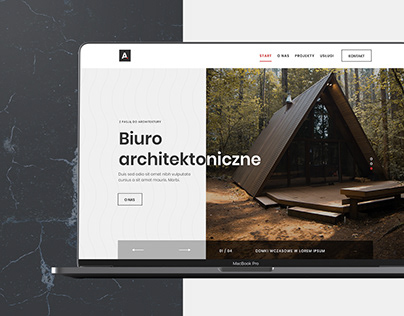 A
START O NAS PROJEKTY USŁUGI KONTAKT
Z PASJĄ DO ARCHITEKTURY
Biuro
architektoniczne
Duis sed odio sit amet nibh vulputate
cursus a sit amet mauris. Morbi
O NAS
01 / 04 DOMKI WCZASOWE W LOREM IPSUM
MacBook Pro